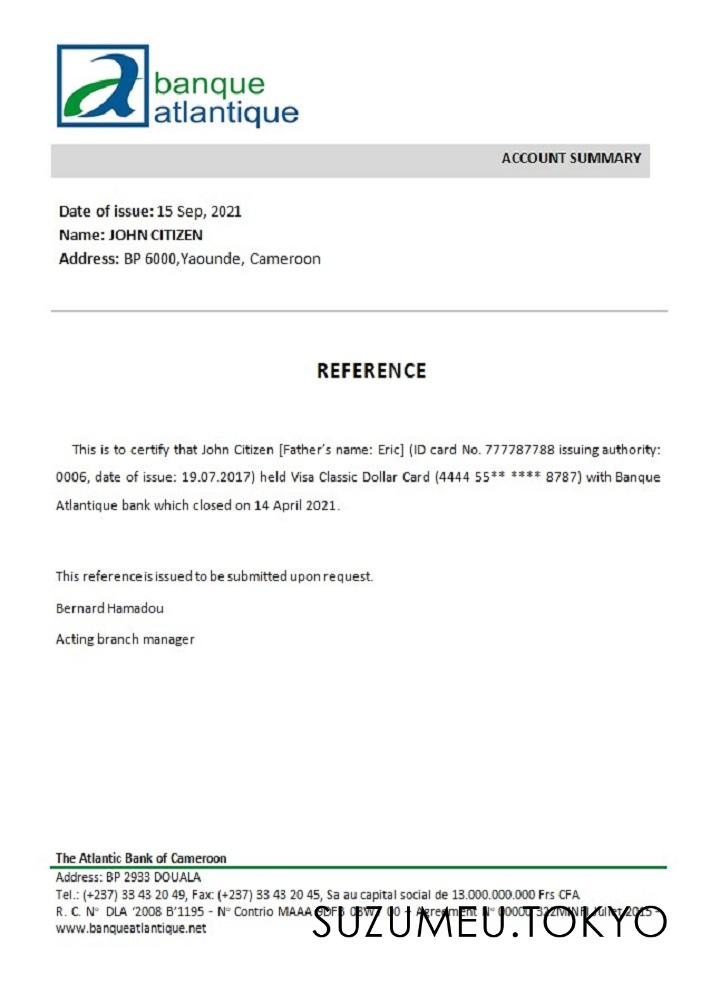 banque
atlantique
ACCOUNT SUMMARY
Date of issue: 15 Sep, 2021
Name: JOHN CITIZEN
Address: BP 6000,Yaounde, Cameroon
REFERENCE
This is to certify that John Citizen [Father's name: Eric] (ID card No. 777787788 issuing authority:
0006, date of issue: 19.07.2017) held Visa Classic Dollar Card (4444 55** **** 8787) with Banque
Atlantique bank which closed on 14 April 2021.
This reference is issued to be submitted upon request.
Bernard Hamadou
Acting branch manager
The Atlantic Bank of Cameroon
Address: BP 2933 DOUALA
Tel.: (+237) 33 43 20 49, Fax: (+237) 33 43 20 45, Sa au capital social de 13.000.000.000 Frs CFA
R. C. N° DLA '2008 B'1195 - N° Contrio MAAA 00 - Agreement N° 00000 Juillet 2015 -
www.banqueatlantique.net
SUZUMEU.TOKYO